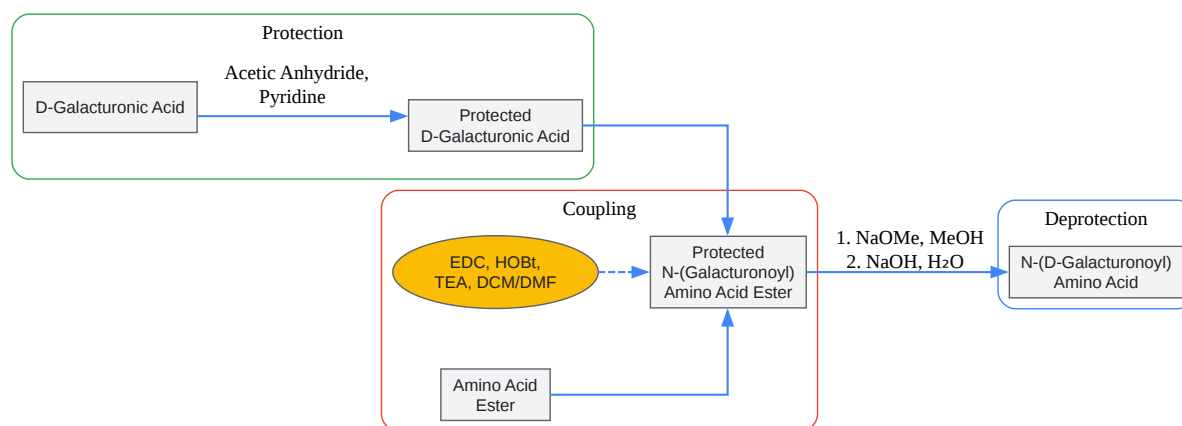 Protection
Acetic Anhydride,
Pyridine
D-Galacturonic Acid
Protected
D-Galacturonic Acid
Coupling
Deprotection
EDC, HOBt,
TEA, DCM/DMF
Protected
N-(Galacturonoyl)
Amino Acid Ester
1. NaOMe, MeOH
2. NaOH, H₂O
N-(D-Galacturonoyl)
Amino Acid
Amino Acid
Ester